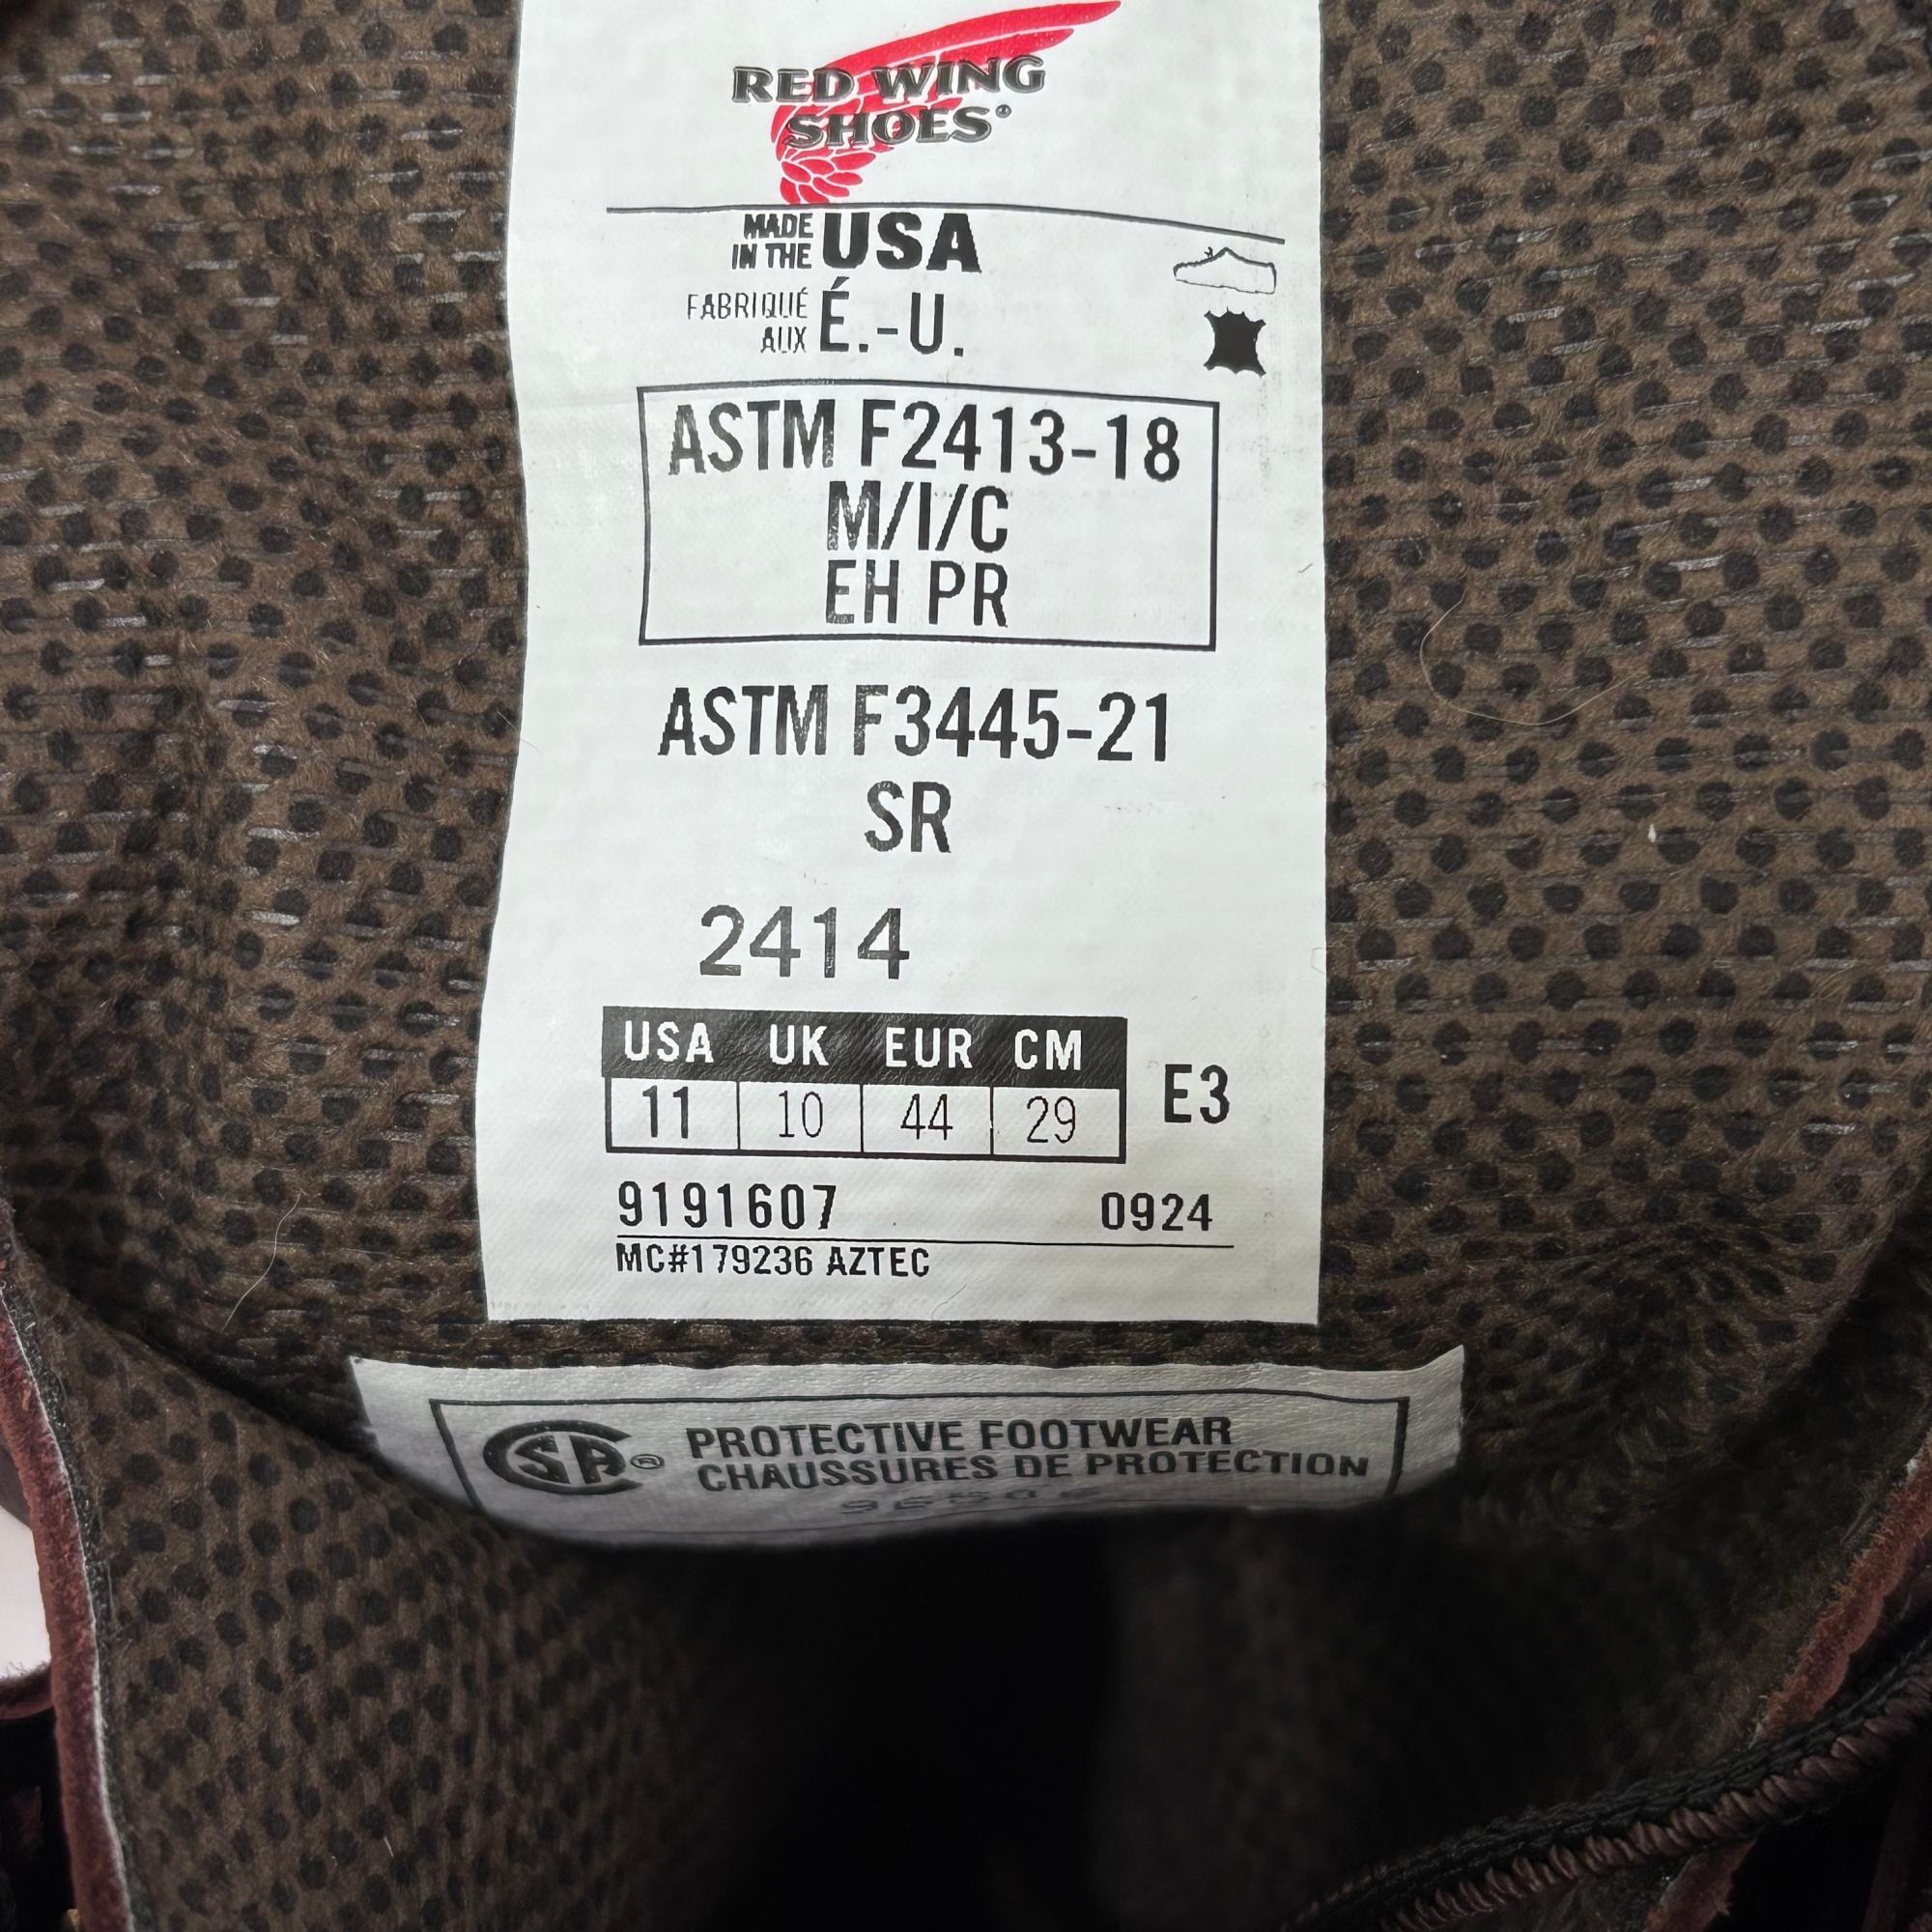 RED WING
SHOES®
MADE IN THE USA
FABRIQUÉ AUX É.-U.
ASTM F2413-18
M/I/C
EH PR
ASTM F3445-21
SR
2414
USA UK EUR CM
11 10 44 29 E3
9191607 0924
MC#179236 AZTEC
CSA® PROTECTIVE FOOTWEAR
CHAUSSURES DE PROTECTION